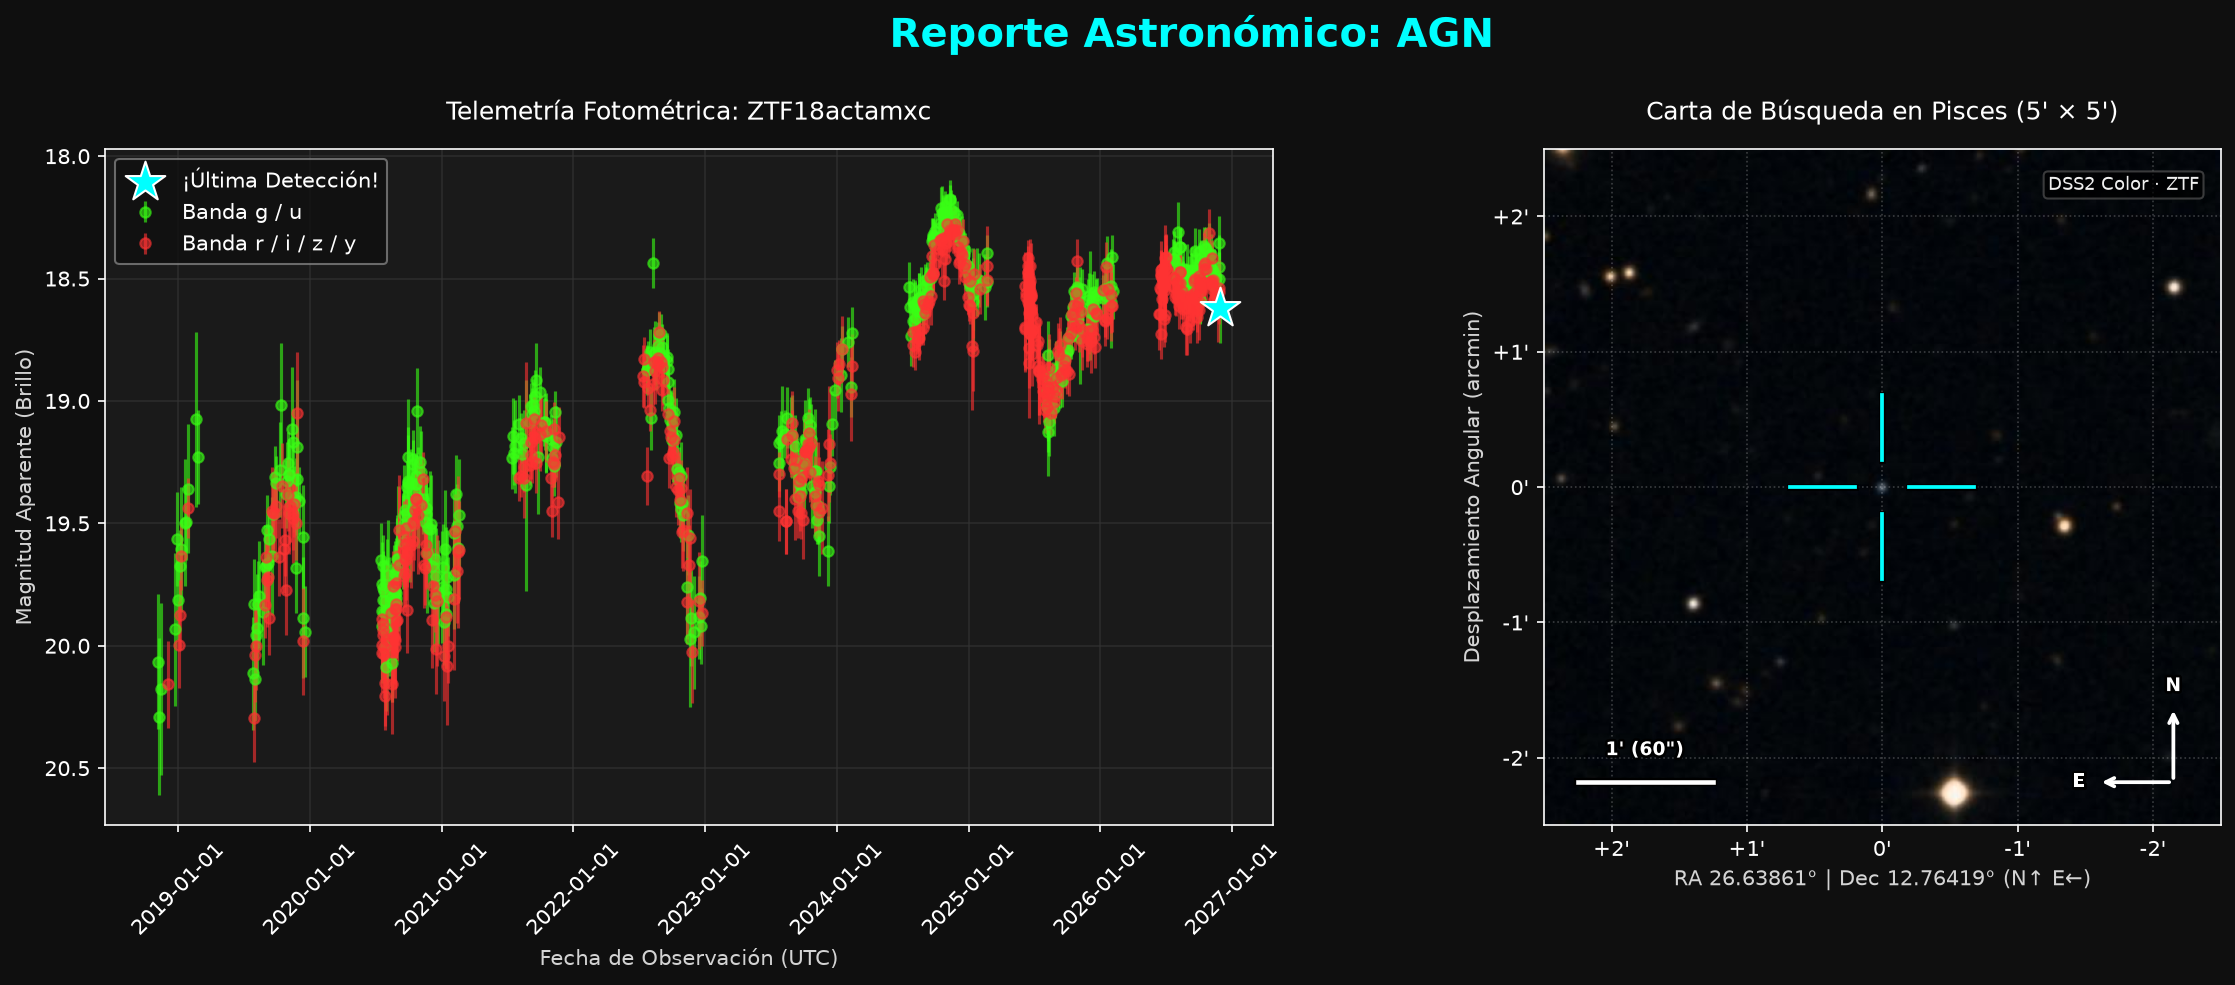 Reporte Astronómico: AGN
Telemetría Fotométrica: ZTF18actamxc
¡Última Detección!
Banda g / u
Banda r / i / z / y
Magnitud Aparente (Brillo)
18.0
18.5
19.0
19.5
20.0
20.5
2019-01-01
2020-01-01
2021-01-01
2022-01-01
2023-01-01
2024-01-01
2025-01-01
2026-01-01
2027-01-01
Fecha de Observación (UTC)
Carta de Búsqueda en Pisces (5' × 5')
DSS2 Color · ZTF
Desplazamiento Angular (arcmin)
+2'
+1'
0'
-1'
-2'
N
E
1' (60")
+2'
+1'
0'
-1'
-2'
RA 26.63861° | Dec 12.76419° (N↑ E←)